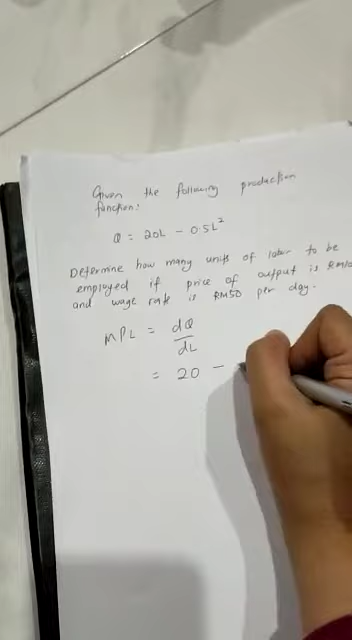 Given the following production
function:
Q = 20L - 0.5L²
Determine how many units of labor to be
employed if price of output is RM10
and wage rate is RM50 per day.
MPL = dQ
dL
= 20 -